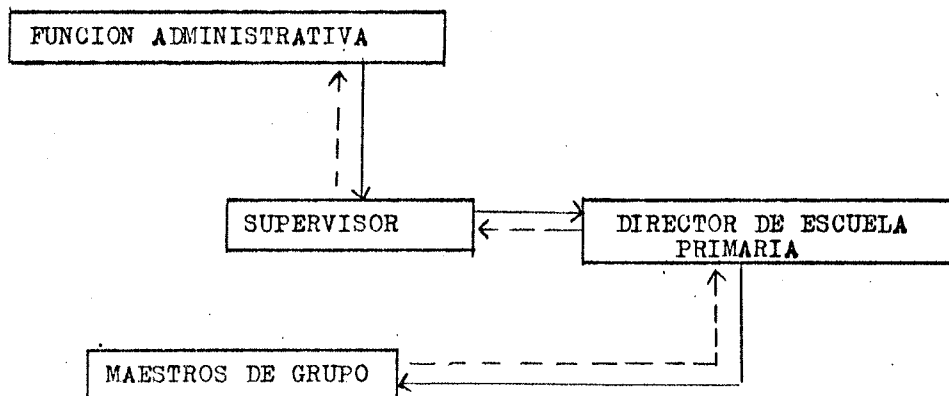 FUNCION ADMINISTRATIVA
SUPERVISOR
DIRECTOR DE ESCUELA
PRIMARIA
MAESTROS DE GRUPO